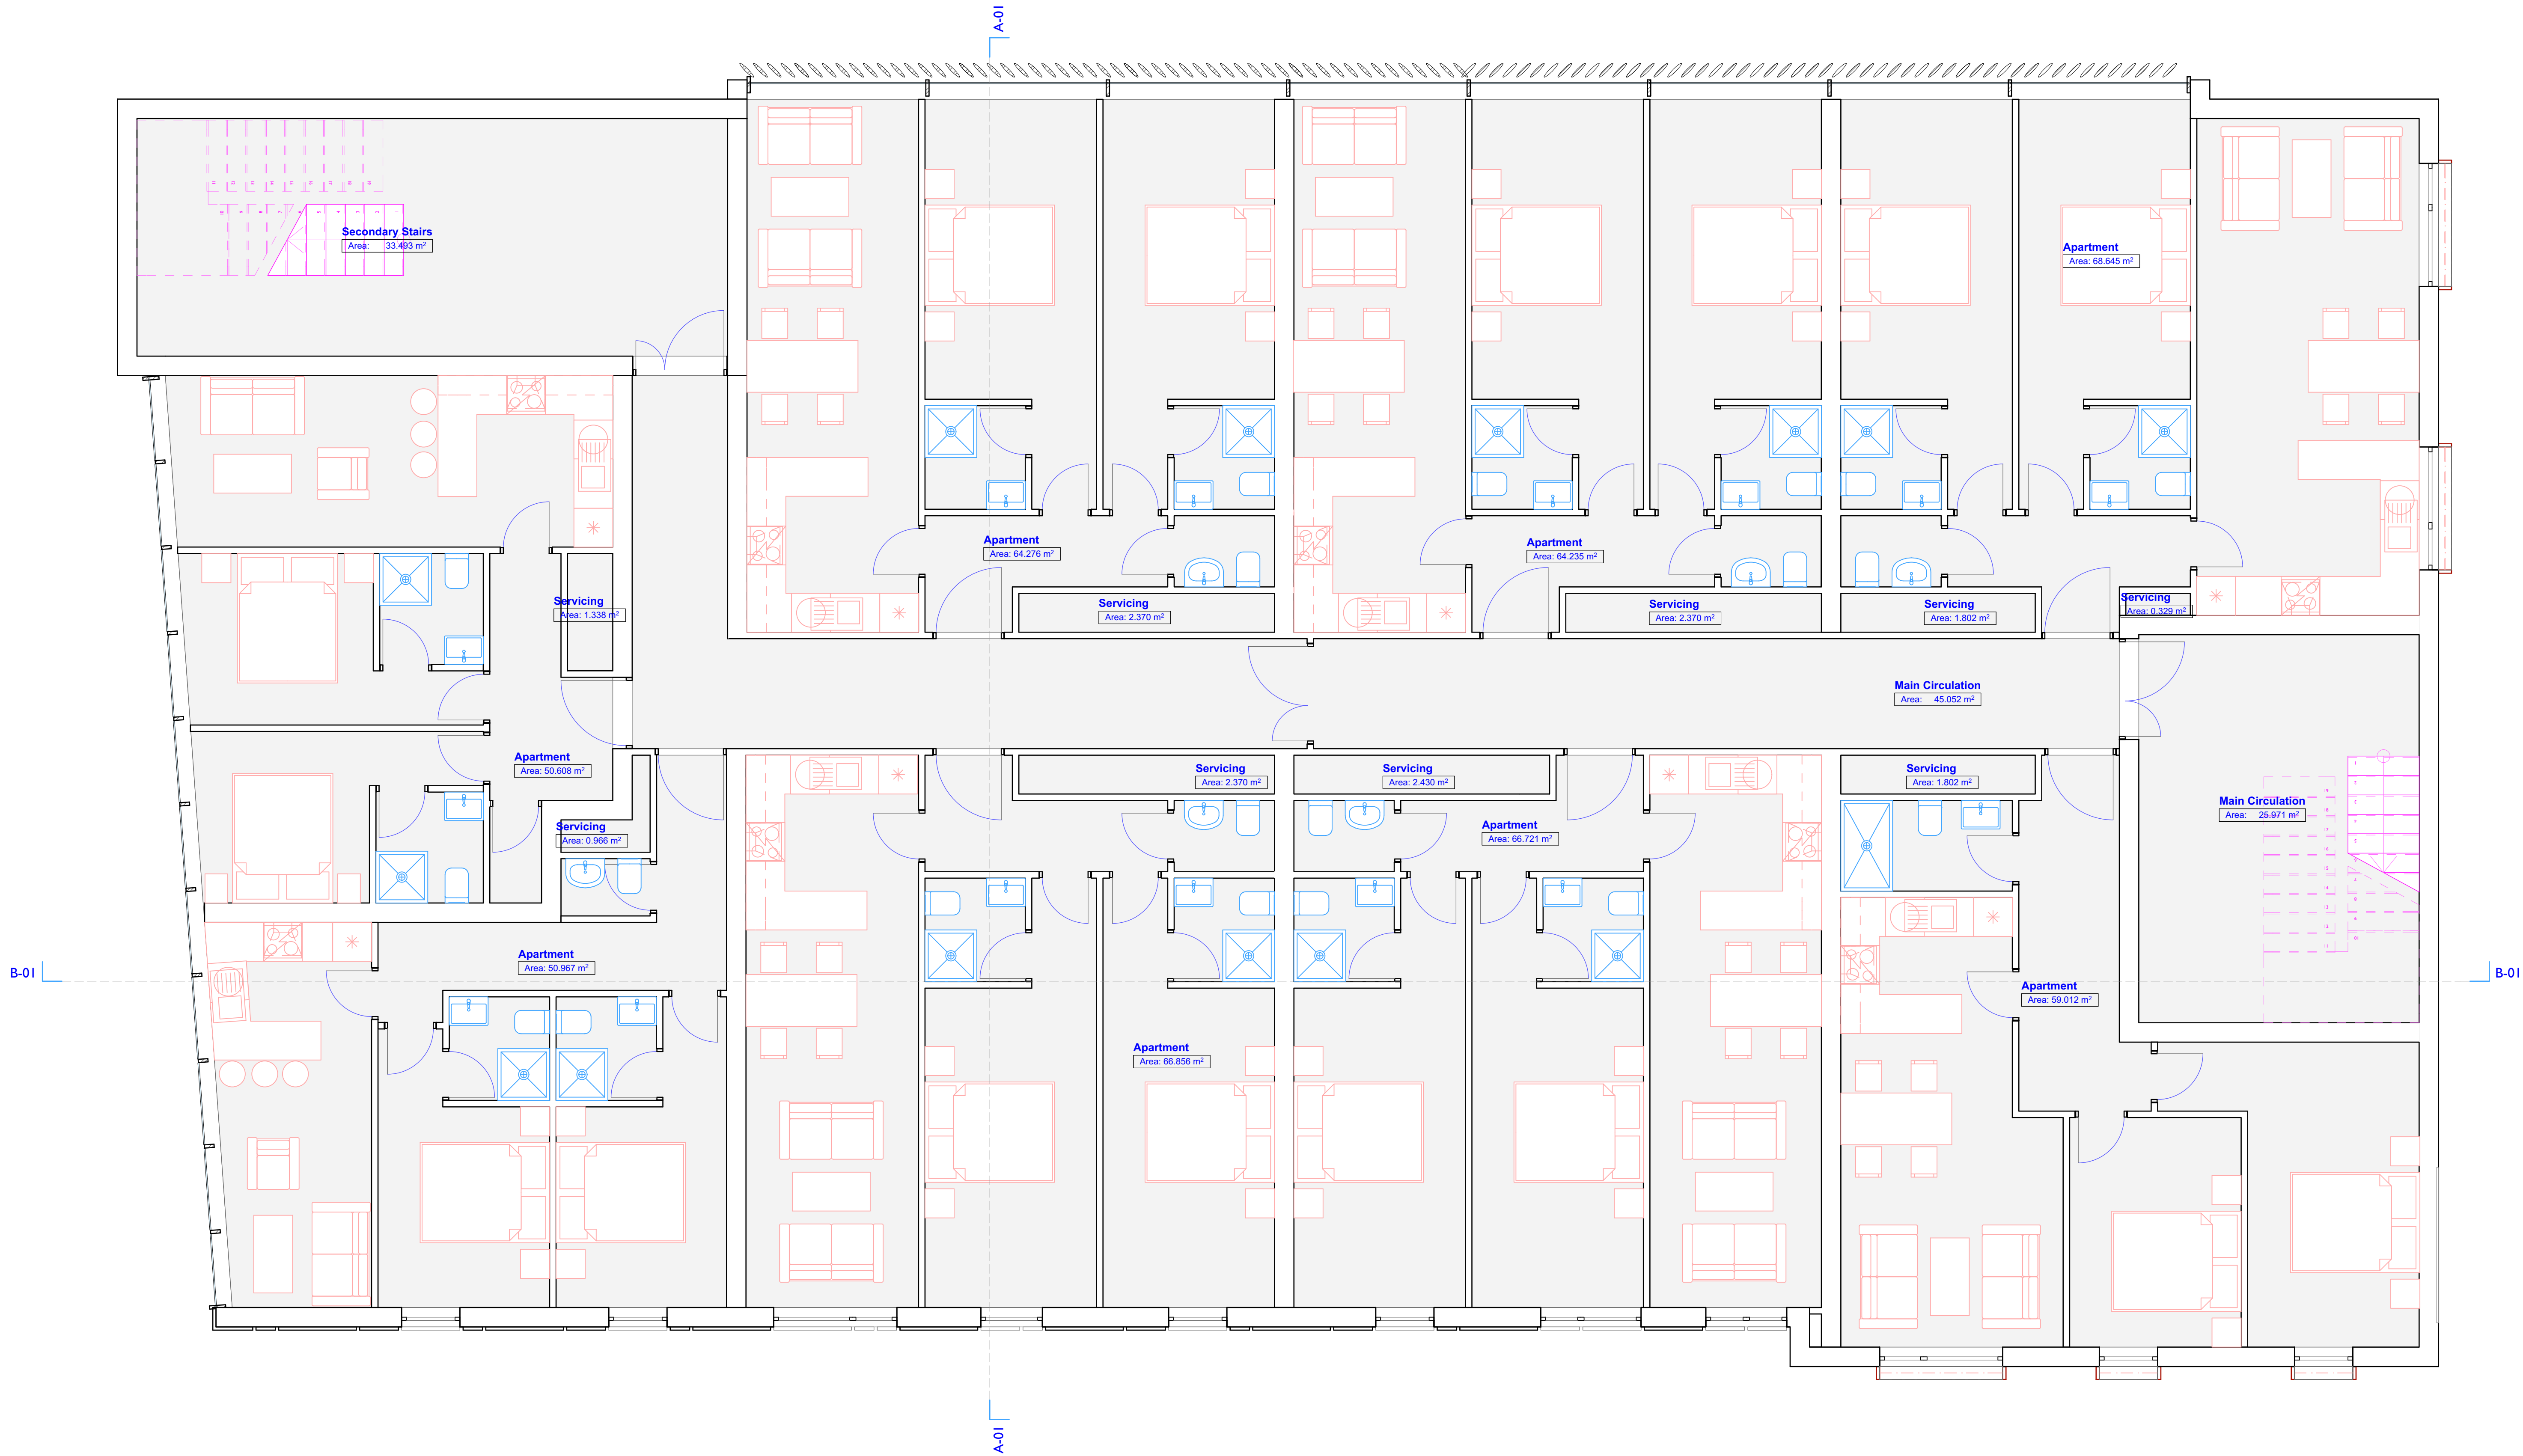 A-01
Secondary Stairs
Area: 33.493 m²
Apartment
Area: 68.645 m²
Apartment
Area: 64.276 m²
Apartment
Area: 64.235 m²
Servicing
Area: 1.338 m²
Servicing
Area: 2.370 m²
Servicing
Area: 2.370 m²
Servicing
Area: 1.802 m²
Servicing
Area: 0.329 m²
Main Circulation
Area: 45.052 m²
Apartment
Area: 50.608 m²
Servicing
Area: 2.370 m²
Servicing
Area: 2.430 m²
Servicing
Area: 1.802 m²
Main Circulation
Area: 25.971 m²
Servicing
Area: 0.966 m²
Apartment
Area: 66.721 m²
Apartment
Area: 50.967 m²
B-01
B-01
Apartment
Area: 59.012 m²
Apartment
Area: 66.856 m²
A-01